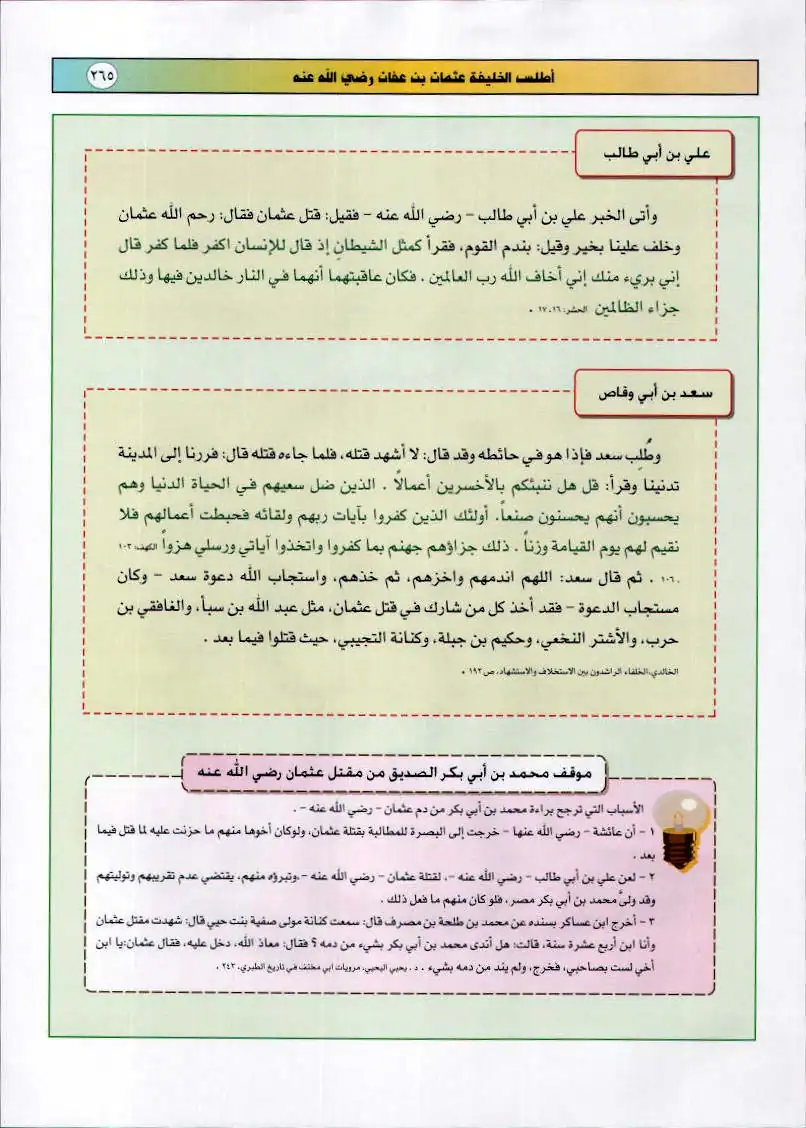 أطلس الخليفة عثمان بن عفان رضي الله عنه
٢٦٥
علي بن أبي طالب
وأتى الخبر علي بن أبي طالب - رضي الله عنه - فقيل: قتل عثمان فقال: رحم الله عثمان
وخلف علينا بخير وقيل: بندم القوم، فقرأ كمثل الشيطان إذ قال للإنسان اكفر فلما كفر قال
إني بريء منك إني أخاف الله رب العالمين . فكان عاقبتهما أنهما في النار خالدين فيها وذلك
جزاء الظالمين الحشر: ١٦، ١٧ .
سعد بن أبي وقاص
وطُلِب سعد فإذا هو في حائطه وقد قال: لا أشهد قتله، فلما جاءه قتله قال: فررنا إلى المدينة
تدنينا وقرأ: قل هل ننبئكم بالأخسرين أعمالاً . الذين ضل سعيهم في الحياة الدنيا وهم
يحسبون أنهم يحسنون صنعاً. أولئك الذين كفروا بآيات ربهم ولقائه فحبطت أعمالهم فلا
نقيم لهم يوم القيامة وزناً . ذلك جزاؤهم جهنم بما كفروا واتخذوا آياتي ورسلي هزواً الكهف: ١٠٣
ـ ١٠٦ . ثم قال سعد: اللهم اندمهم واخزهم، ثم خذهم، واستجاب الله دعوة سعد - وكان
مستجاب الدعوة - فقد أخذ كل من شارك في قتل عثمان، مثل عبد الله بن سبأ، والغافقي بن
حرب، والأشتر النخعي، وحكيم بن جبلة، وكنانة التجيبي، حيث قتلوا فيما بعد .
الخالدي، الخلفاء الراشدون بين الاستخلاف والاستشهاد، ص ١٩٢ .
موقف محمد بن أبي بكر الصديق من مقتل عثمان رضي الله عنه
الأسباب التي ترجح براءة محمد بن أبي بكر من دم عثمان - رضي الله عنه - .
١ - أن عائشة - رضي الله عنها - خرجت إلى البصرة للمطالبة بقتلة عثمان، ولوكان أخوها منهم ما حزنت عليه لما قتل فيما
بعد .
٢ - لعن علي بن أبي طالب - رضي الله عنه -، لقتلة عثمان - رضي الله عنه -،وتبرؤه منهم، يقتضي عدم تقريبهم وتوليتهم
وقد ولىَّ محمد بن أبي بكر مصر، فلو كان منهم ما فعل ذلك .
٣ - أخرج ابن عساكر بسنده عن محمد بن طلحة بن مصرف قال: سمعت كنانة مولى صفية بنت حيي قال: شهدت مقتل عثمان
وأنا ابن أربع عشرة سنة، قالت: هل أندى محمد بن أبي بكر بشيء من دمه ؟ فقال: معاذ الله، دخل عليه، فقال عثمان:يا ابن
أخي لست بصاحبي، فخرج، ولم يند من دمه بشيء . د . يحيى اليحيى، مرويات أبي مخنف في تاريخ الطبري، ٢٤٣ .